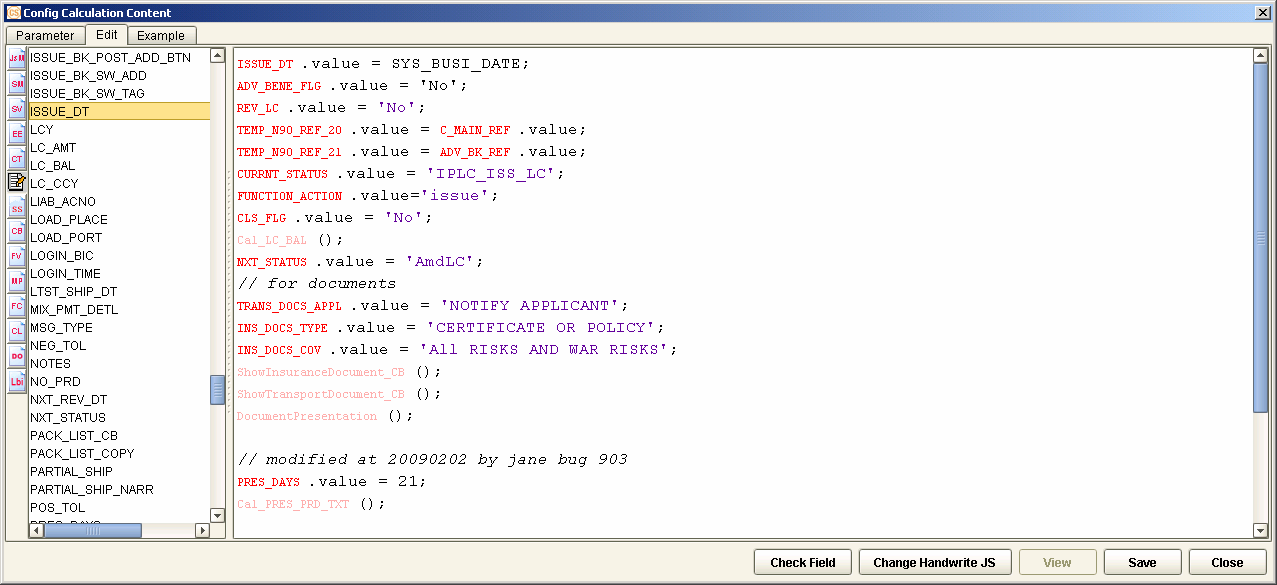 Config Calculation Content
Parameter Edit Example
JsM
SM
SV
EE
CT
SS
CB
FV
MP
FC
CL
DO
Lbi
ISSUE_BK_POST_ADD_BTN
ISSUE_BK_SW_ADD
ISSUE_BK_SW_TAG
ISSUE_DT
LCY
LC_AMT
LC_BAL
LC_CCY
LIAB_ACNO
LOAD_PLACE
LOAD_PORT
LOGIN_BIC
LOGIN_TIME
LTST_SHIP_DT
MIX_PMT_DETL
MSG_TYPE
NEG_TOL
NOTES
NO_PRD
NXT_REV_DT
NXT_STATUS
PACK_LIST_CB
PACK_LIST_COPY
PARTIAL_SHIP
PARTIAL_SHIP_NARR
POS_TOL
PRES_DAYS
ISSUE_DT .value = SYS_BUSI_DATE;
ADV_BENE_FLG .value = 'No';
REV_LC .value = 'No';
TEMP_N90_REF_20 .value = C_MAIN_REF .value;
TEMP_N90_REF_21 .value = ADV_BK_REF .value;
CURRNT_STATUS .value = 'IPLC_ISS_LC';
FUNCTION_ACTION .value='issue';
CLS_FLG .value = 'No';
Cal_LC_BAL ();
NXT_STATUS .value = 'AmdLC';
// for documents
TRANS_DOCS_APPL .value = 'NOTIFY APPLICANT';
INS_DOCS_TYPE .value = 'CERTIFICATE OR POLICY';
INS_DOCS_COV .value = 'All RISKS AND WAR RISKS';
ShowInsuranceDocument_CB ();
ShowTransportDocument_CB ();
DocumentPresentation ();
// modified at 20090202 by jane bug 903
PRES_DAYS .value = 21;
Cal_PRES_PRD_TXT ();
Check Field Change Handwrite JS View Save Close